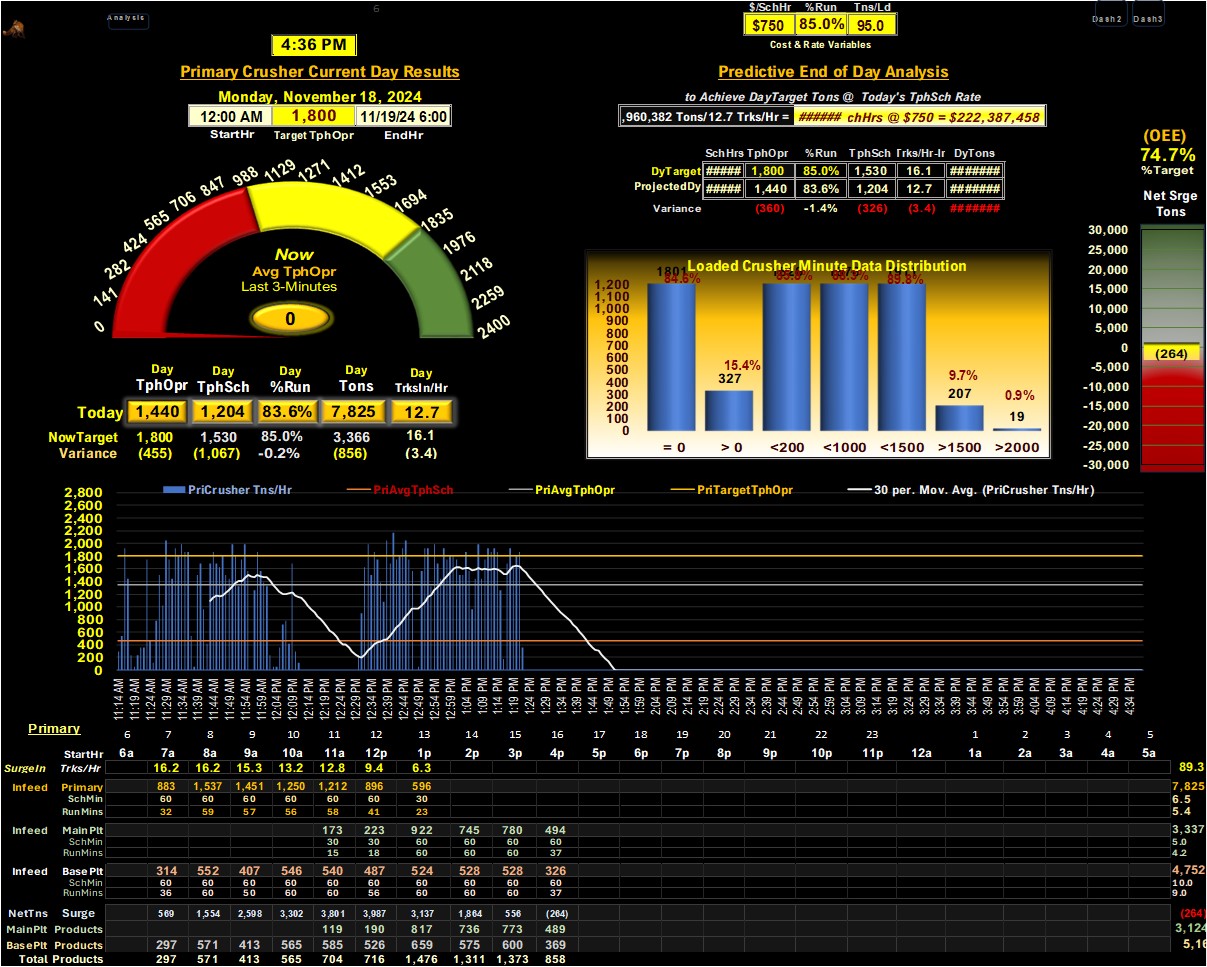 6
Analysis
$/SchHr %Run Tns/Ld
$750 85.0% 95.0
Cost & Rate Variables
Dash2 Dash3
4:36 PM
Primary Crusher Current Day Results
Monday, November 18, 2024
12:00 AM 1,800 11/19/24 6:00
StartHr Target TphOpr EndHr
Predictive End of Day Analysis
to Achieve DayTarget Tons @ Today's TphSch Rate
,960,382 Tons/12.7 Trks/Hr = ###### chHrs @ $750 = $222,387,458
(OEE)
74.7%
%Target
SchHrs TphOpr %Run TphSch Trks/Hr-Ir DyTons
DyTarget ##### 1,800 85.0% 1,530 16.1 #######
ProjectedDy ##### 1,440 83.6% 1,204 12.7 #######
Variance (360) -1.4% (326) (3.4) #######
0 141 282 424 565 706 847 988 1129 1271 1412 1553 1694 1835 1976 2118 2259 2400
Now
Avg TphOpr
Last 3-Minutes
0
Day Day Day Day Day
TphOpr TphSch %Run Tons TrksIn/Hr
Today 1,440 1,204 83.6% 7,825 12.7
NowTarget 1,800 1,530 85.0% 3,366 16.1
Variance (455) (1,067) -0.2% (856) (3.4)
Loaded Crusher Minute Data Distribution
1801
84.6% 89.8%
1,200
1,100
1,000
900
800
700
600
500
400
300
200
100
0
15.4%
327
9.7%
207
0.9%
19
= 0 > 0 <200 <1000 <1500 >1500 >2000
Net Srge
Tons
30,000
25,000
20,000
15,000
10,000
5,000
0
(264)
-5,000
-10,000
-15,000
-20,000
-25,000
-30,000
PriCrusher Tns/Hr PriAvgTphSch PriAvgTphOpr PriTargetTphOpr 30 per. Mov. Avg. (PriCrusher Tns/Hr)
2,800
2,600
2,400
2,200
2,000
1,800
1,600
1,400
1,200
1,000
800
600
400
200
0
11:14 AM 11:19 AM 11:24 AM 11:29 AM 11:34 AM 11:39 AM 11:44 AM 11:49 AM 11:54 AM 11:59 AM 12:04 PM 12:09 PM 12:14 PM 12:19 PM 12:24 PM 12:29 PM 12:34 PM 12:39 PM 12:44 PM 12:49 PM 12:54 PM 12:59 PM 1:04 PM 1:09 PM 1:14 PM 1:19 PM 1:24 PM 1:29 PM 1:34 PM 1:39 PM 1:44 PM 1:49 PM 1:54 PM 1:59 PM 2:04 PM 2:09 PM 2:14 PM 2:19 PM 2:24 PM 2:29 PM 2:34 PM 2:39 PM 2:44 PM 2:49 PM 2:54 PM 2:59 PM 3:04 PM 3:09 PM 3:14 PM 3:19 PM 3:24 PM 3:29 PM 3:34 PM 3:39 PM 3:44 PM 3:49 PM 3:54 PM 3:59 PM 4:04 PM 4:09 PM 4:14 PM 4:19 PM 4:24 PM 4:29 PM 4:34 PM
Primary
6 7 8 9 10 11 12 13 14 15 16 17 18 19 20 21 22 23 1 2 3 4 5
StartHr 6a 7a 8a 9a 10a 11a 12p 1p 2p 3p 4p 5p 6p 7p 8p 9p 10p 11p 12a 1a 2a 3a 4a 5a
SurgeIn Trks/Hr 16.2 16.2 15.3 13.2 12.8 9.4 6.3 89.3
Infeed Primary 883 1,537 1,451 1,250 1,212 896 596 7,825
SchMin 60 60 60 60 60 60 30 6.5
RunMins 32 59 57 56 58 41 23 5.4
Infeed Main Plt 173 223 922 745 780 494 3,337
SchMin 30 30 60 60 60 60 5.0
RunMins 15 18 60 60 60 37 4.2
Infeed Base Plt 314 552 407 546 540 487 524 528 528 326 4,752
SchMin 60 60 60 60 60 60 60 60 60 60 10.0
RunMins 36 60 50 60 60 56 60 60 60 37 9.0
NetTns Surge 569 1,554 2,598 3,302 3,801 3,987 3,137 1,864 556 (264) (264)
MainPlt Products 119 190 817 736 773 489 3,124
BasePlt Products 297 571 413 565 585 526 659 575 600 369 5,16
Total Products 297 571 413 565 704 716 1,476 1,311 1,373 858